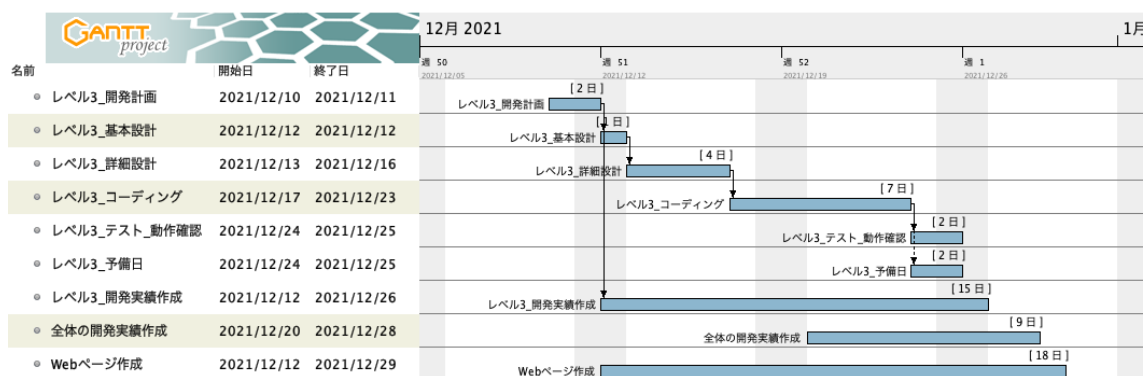 GANTT
project
12月 2021
1月
週 50
週 51
週 52
週 1
名前 開始日 終了日
2021/12/05
2021/12/12
2021/12/19
2021/12/26
レベル3_開発計画 2021/12/10 2021/12/11
[ 2 日 ]
レベル3_開発計画
レベル3_基本設計 2021/12/12 2021/12/12
[ 1 日 ]
レベル3_基本設計
レベル3_詳細設計 2021/12/13 2021/12/16
[ 4 日 ]
レベル3_詳細設計
レベル3_コーディング 2021/12/17 2021/12/23
[ 7 日 ]
レベル3_コーディング
レベル3_テスト_動作確認 2021/12/24 2021/12/25
[ 2 日 ]
レベル3_テスト_動作確認
レベル3_予備日 2021/12/24 2021/12/25
[ 2 日 ]
レベル3_予備日
レベル3_開発実績作成 2021/12/12 2021/12/26
[ 15 日 ]
レベル3_開発実績作成
全体の開発実績作成 2021/12/20 2021/12/28
[ 9 日 ]
全体の開発実績作成
Webページ作成 2021/12/12 2021/12/29
[ 18 日 ]
Webページ作成